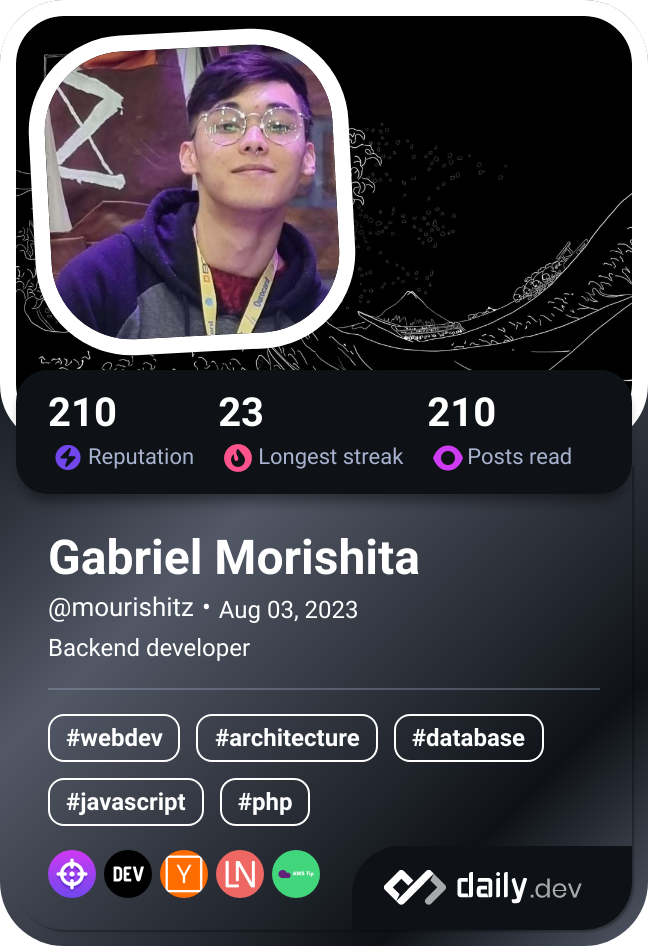 210 23 210
Reputation Longest streak Posts read
Gabriel Morishita
@mourishitz • Aug 03, 2023
Backend developer
#webdev #architecture #database
#javascript #php
DEV Y LN AWS Tip
daily.dev